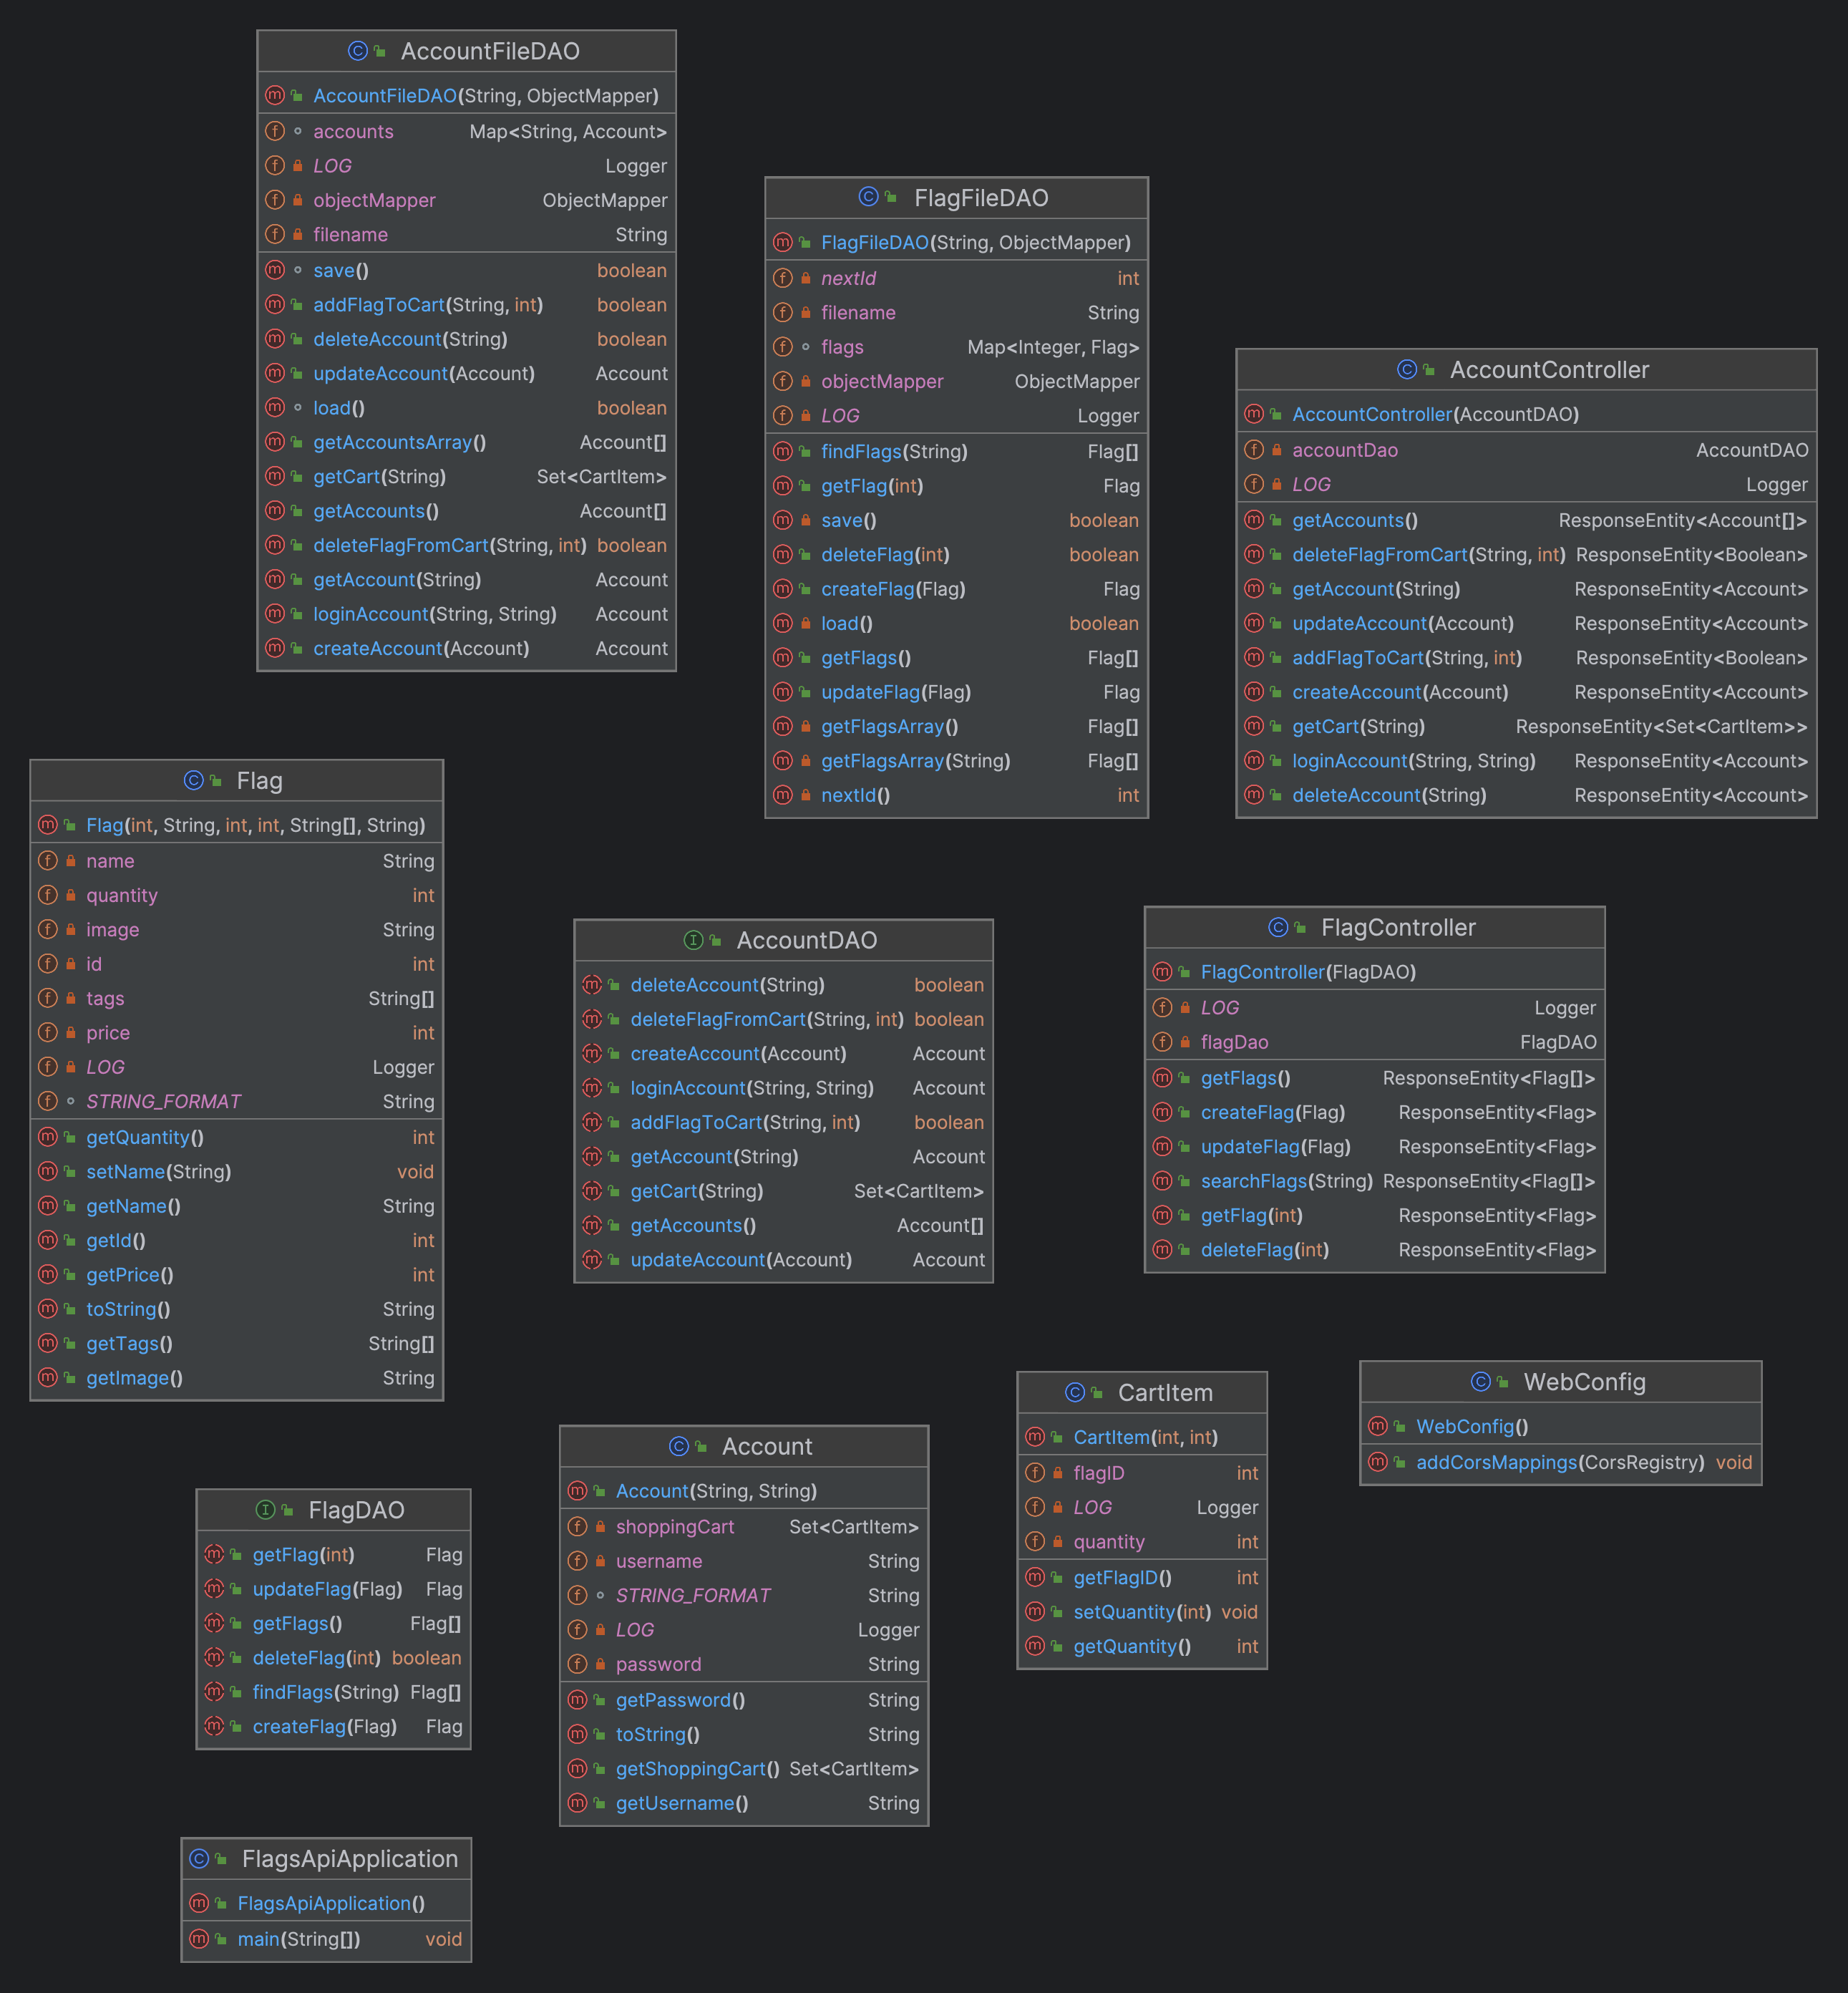 AccountFileDAO
AccountFileDAO(String, ObjectMapper)
accounts Map<String, Account>
LOG Logger
objectMapper ObjectMapper
filename String
save() boolean
addFlagToCart(String, int) boolean
deleteAccount(String) boolean
updateAccount(Account) Account
load() boolean
getAccountsArray() Account[]
getCart(String) Set<CartItem>
getAccounts() Account[]
deleteFlagFromCart(String, int) boolean
getAccount(String) Account
loginAccount(String, String) Account
createAccount(Account) Account
FlagFileDAO
FlagFileDAO(String, ObjectMapper)
nextId int
filename String
flags Map<Integer, Flag>
objectMapper ObjectMapper
LOG Logger
findFlags(String) Flag[]
getFlag(int) Flag
save() boolean
deleteFlag(int) boolean
createFlag(Flag) Flag
load() boolean
getFlags() Flag[]
updateFlag(Flag) Flag
getFlagsArray() Flag[]
getFlagsArray(String) Flag[]
nextId() int
AccountController
AccountController(AccountDAO)
accountDao AccountDAO
LOG Logger
getAccounts() ResponseEntity<Account[]>
deleteFlagFromCart(String, int) ResponseEntity<Boolean>
getAccount(String) ResponseEntity<Account>
updateAccount(Account) ResponseEntity<Account>
addFlagToCart(String, int) ResponseEntity<Boolean>
createAccount(Account) ResponseEntity<Account>
getCart(String) ResponseEntity<Set<CartItem>>
loginAccount(String, String) ResponseEntity<Account>
deleteAccount(String) ResponseEntity<Account>
Flag
Flag(int, String, int, int, String[], String)
name String
quantity int
image String
id int
tags String[]
price int
LOG Logger
STRING_FORMAT String
getQuantity() int
setName(String) void
getName() String
getId() int
getPrice() int
toString() String
getTags() String[]
getImage() String
AccountDAO
deleteAccount(String) boolean
deleteFlagFromCart(String, int) boolean
createAccount(Account) Account
loginAccount(String, String) Account
addFlagToCart(String, int) boolean
getAccount(String) Account
getCart(String) Set<CartItem>
getAccounts() Account[]
updateAccount(Account) Account
FlagController
FlagController(FlagDAO)
LOG Logger
flagDao FlagDAO
getFlags() ResponseEntity<Flag[]>
createFlag(Flag) ResponseEntity<Flag>
updateFlag(Flag) ResponseEntity<Flag>
searchFlags(String) ResponseEntity<Flag[]>
getFlag(int) ResponseEntity<Flag>
deleteFlag(int) ResponseEntity<Flag>
CartItem
CartItem(int, int)
flagID int
LOG Logger
quantity int
getFlagID() int
setQuantity(int) void
getQuantity() int
WebConfig
WebConfig()
addCorsMappings(CorsRegistry) void
FlagDAO
getFlag(int) Flag
updateFlag(Flag) Flag
getFlags() Flag[]
deleteFlag(int) boolean
findFlags(String) Flag[]
createFlag(Flag) Flag
Account
Account(String, String)
shoppingCart Set<CartItem>
username String
STRING_FORMAT String
LOG Logger
password String
getPassword() String
toString() String
getShoppingCart() Set<CartItem>
getUsername() String
FlagsApiApplication
FlagsApiApplication()
main(String[]) void